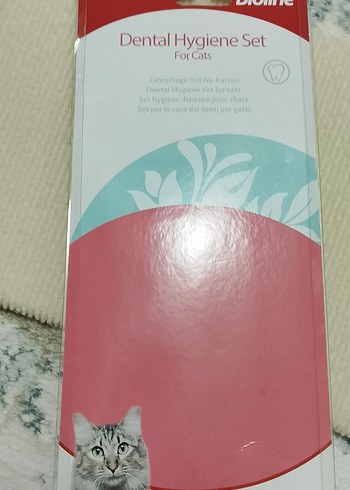 Bioline
Dental Hygiene Set
For Cats
Zahnpflege-Set für Katzen
Dental Hygiene Set for cats
Set hygiène dentaire pour chats
Set per la cura dei denti per gatti